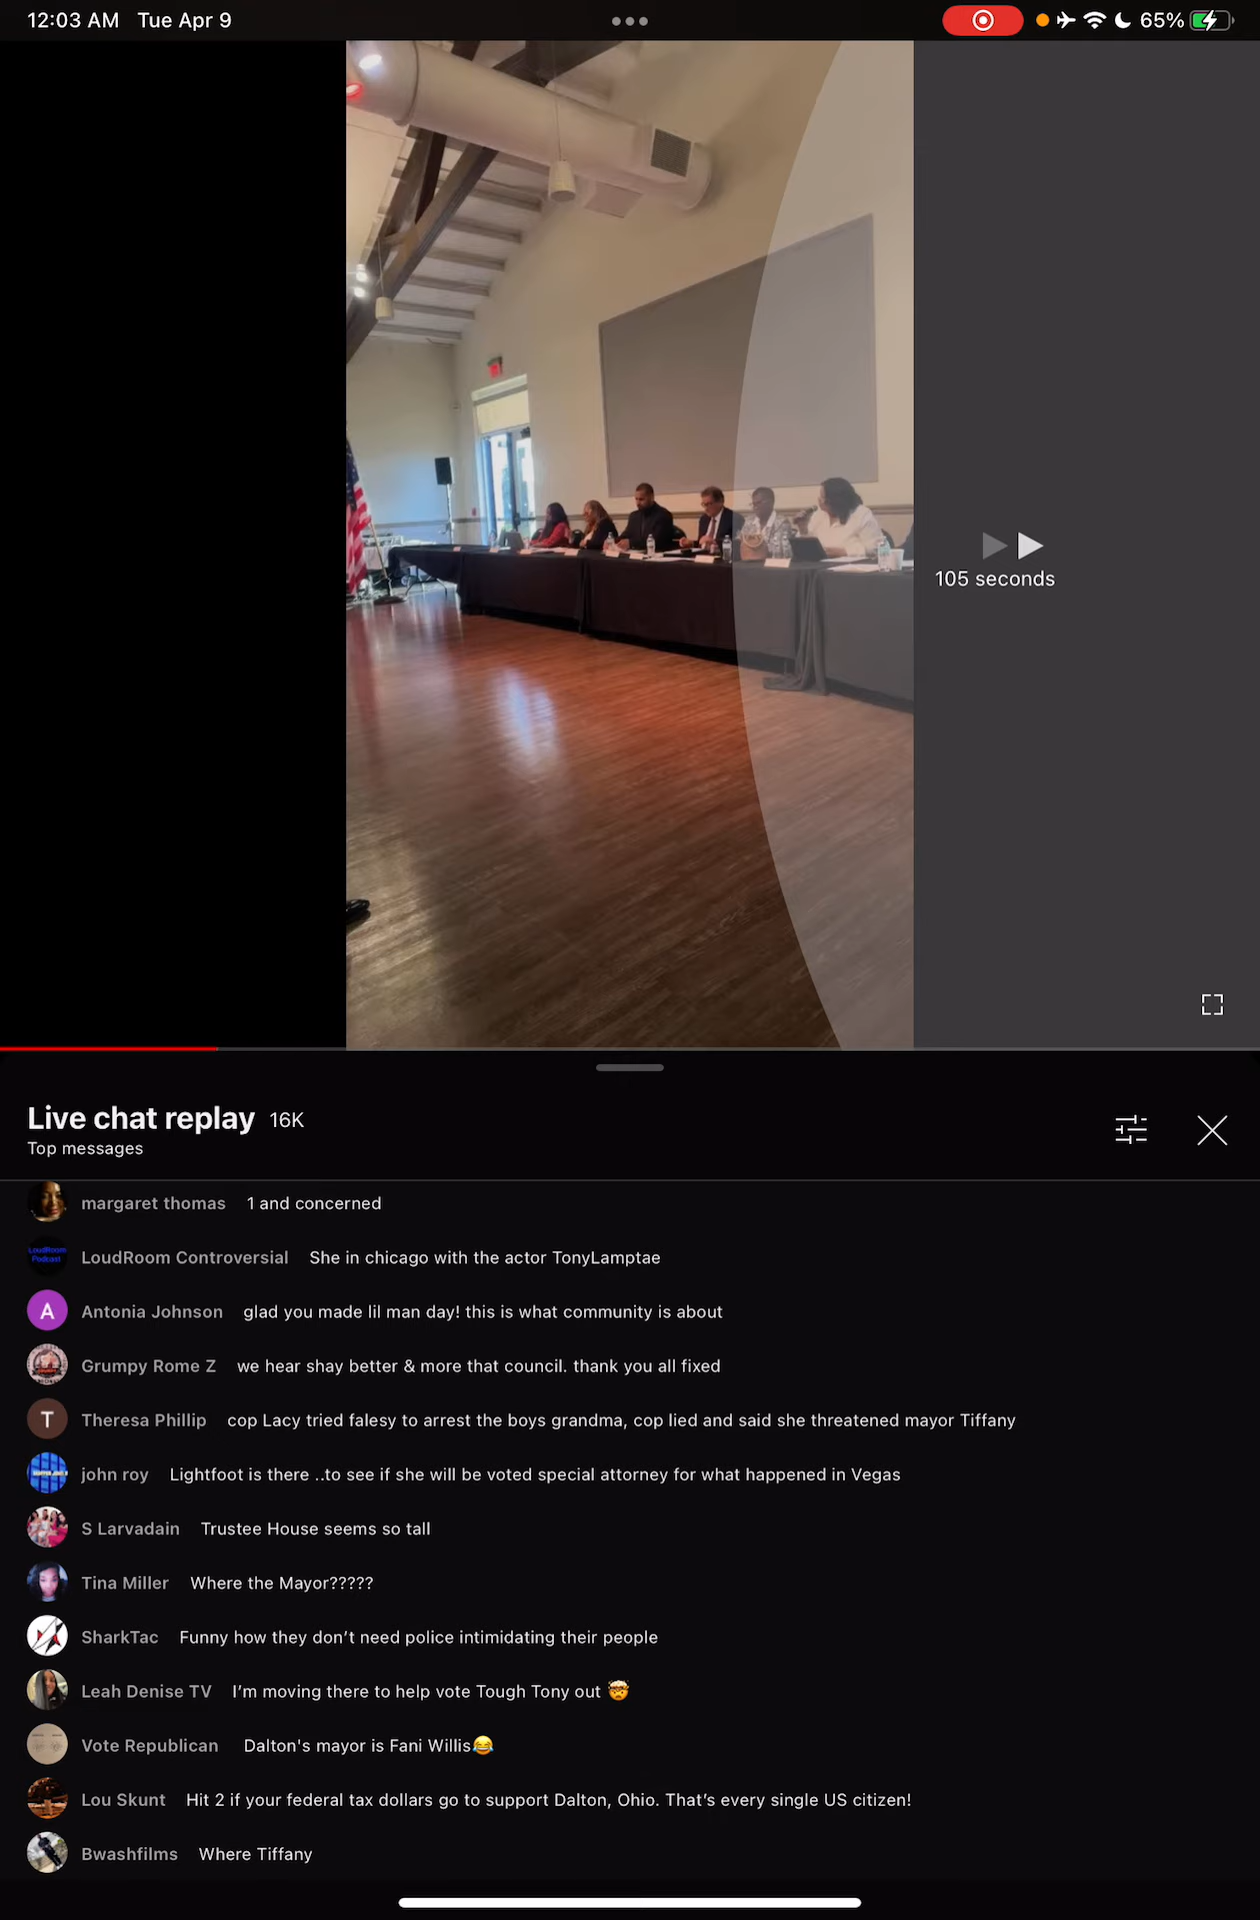 12:03 AM Tue Apr 9
65%
105 seconds
Live chat replay 16K
Top messages
margaret thomas 1 and concerned
LoudRoom Podcast
LoudRoom Controversial She in chicago with the actor TonyLamptae
A
Antonia Johnson glad you made lil man day! this is what community is about
Grumpy Rome Z we hear shay better & more that council. thank you all fixed
T
Theresa Phillip cop Lacy tried falesy to arrest the boys grandma, cop lied and said she threatened mayor Tiffany
john roy Lightfoot is there ..to see if she will be voted special attorney for what happened in Vegas
S Larvadain Trustee House seems so tall
Tina Miller Where the Mayor?????
SharkTac Funny how they don’t need police intimidating their people
Leah Denise TV I’m moving there to help vote Tough Tony out 🤯
Vote Republican Dalton's mayor is Fani Willis😂
Lou Skunt Hit 2 if your federal tax dollars go to support Dalton, Ohio. That’s every single US citizen!
Bwashfilms Where Tiffany